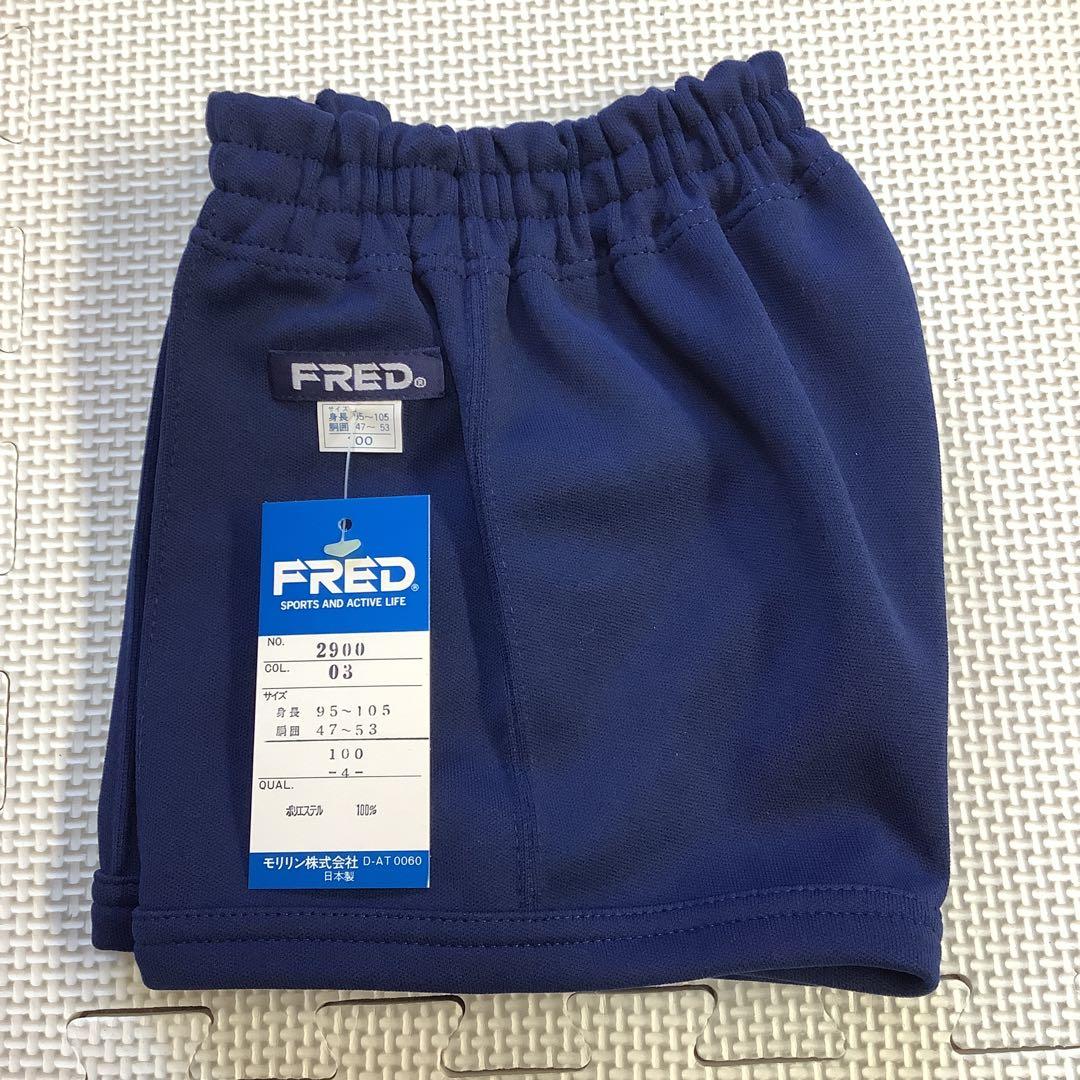 FRED®
サイズ
身長 95～105
胴囲 47～ 53
100
FRED®
SPORTS AND ACTIVE LIFE
NO. 2900
COL. 03
サイズ
身長 95～105
胴囲 47～53
100
-4-
QUAL.
ポリエステル 100%
モリリン株式会社 D-AT0060
日本製